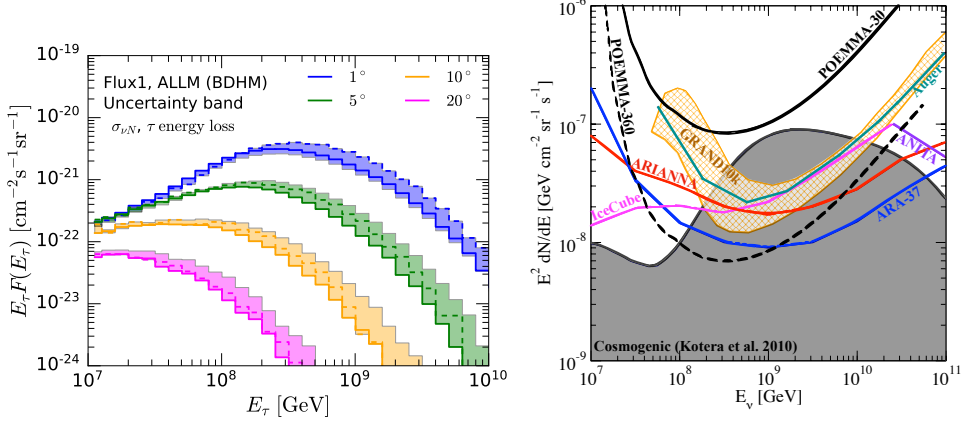 10^-19
10^-20
10^-21
10^-22
10^-23
10^-24
E_τ F(E_τ) [cm^-2 s^-1 sr^-1]
Flux1, ALLM (BDHM)
Uncertainty band
σ_νN, τ energy loss
1° 10°
5° 20°
10^7 10^8 10^9 10^10
E_τ [GeV]
10^-6
10^-7
10^-8
10^-9
E^2 dN/dE [GeV cm^-2 sr^-1 s^-1]
POEMMA-30
POEMMA-360
Auger
GRAND10k
ANITA
ARIANNA
IceCube
ARA-37
Cosmogenic (Kotera et al. 2010)
10^7 10^8 10^9 10^10 10^11
E_ν [GeV]